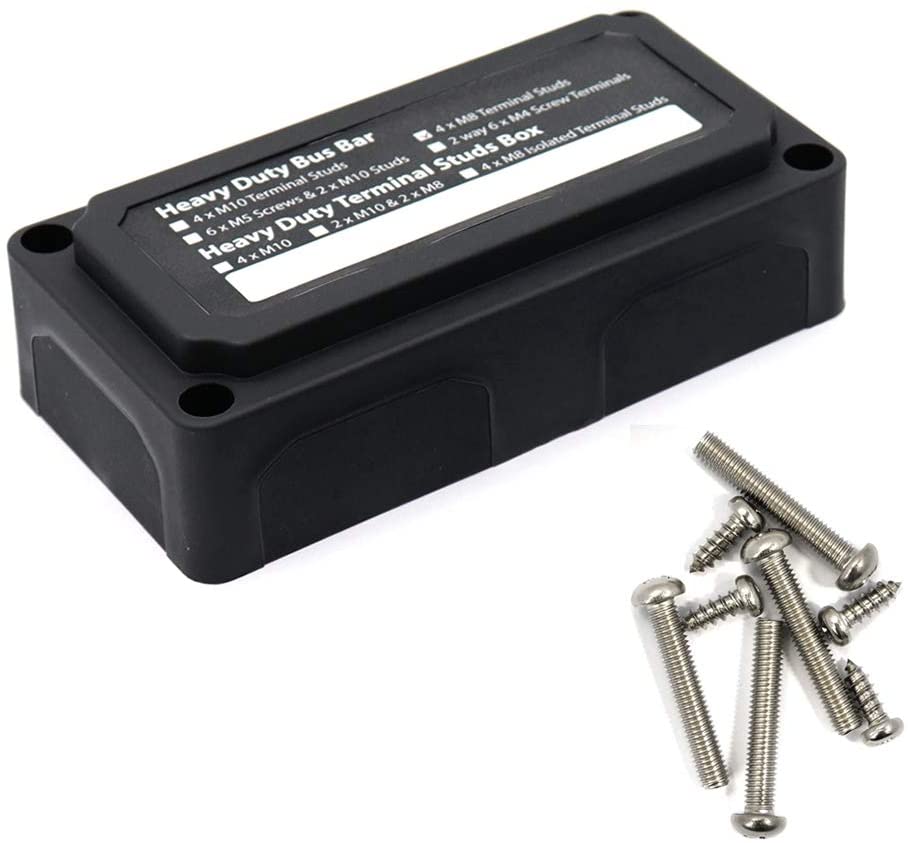 Heavy Duty Bus Bar
4 x M10 Terminal Studs
4 x M8 Terminal Studs
6 x M5 Screws & 2 x M10 Studs
2 way 6 x M4 Screw Terminals
Heavy Duty Terminal Studs Box
4 x M10
2 x M10 & 2 x M8
4 x M8 Isolated Terminal Studs